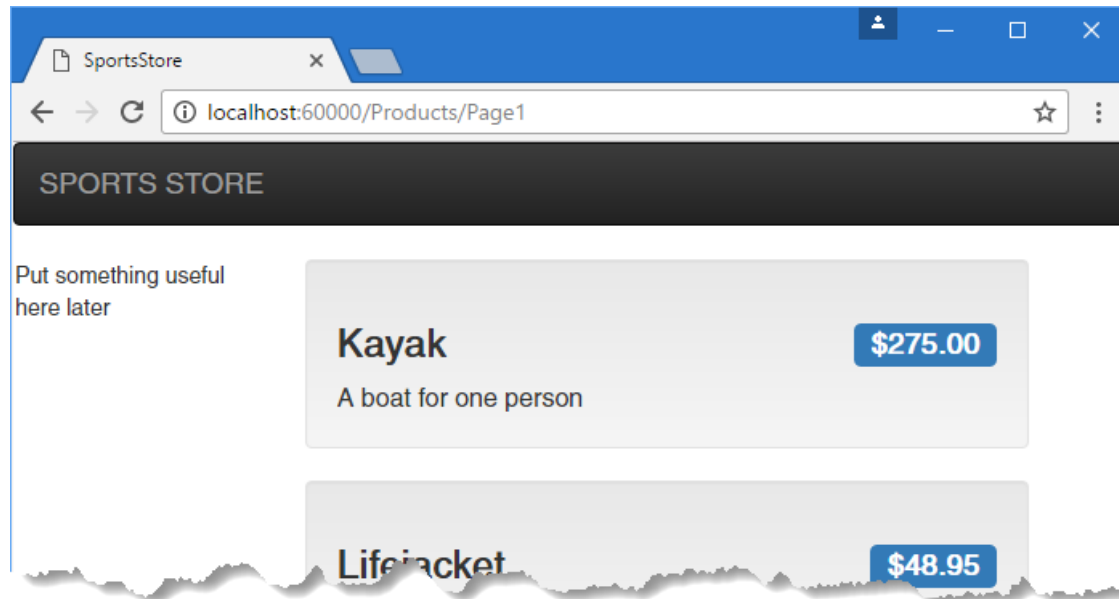 SportsStore
localhost:60000/Products/Page1
SPORTS STORE
Put something useful
here later
Kayak
$275.00
A boat for one person
Lifejacket
$48.95